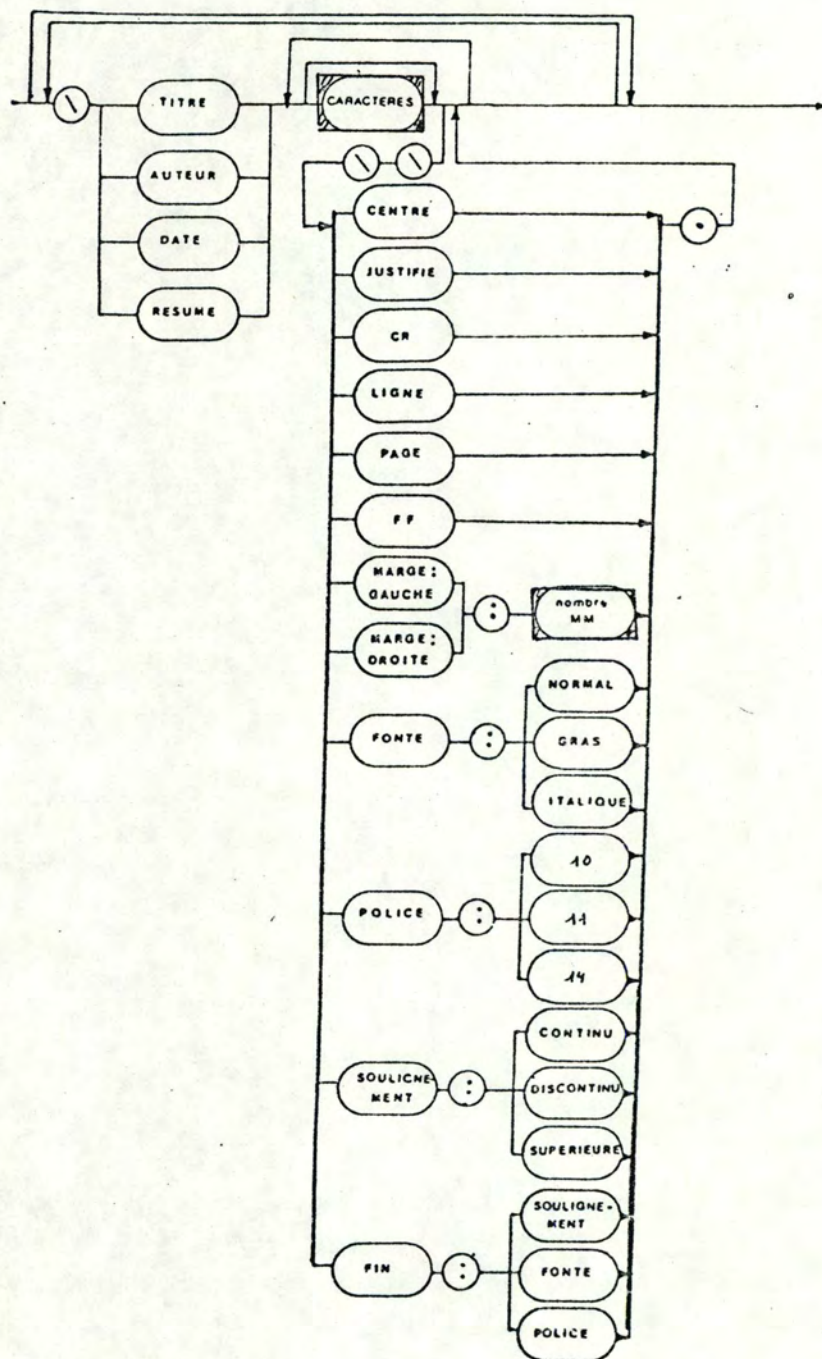 \
TITRE
CARACTERES
AUTEUR
DATE
RESUME
\ \
CENTRE
.
JUSTIFIE
CR
LIGNE
PAGE
FF
MARGE:
GAUCHE
MARGE:
DROITE
:
nombre
MM
FONTE
:
NORMAL
GRAS
ITALIQUE
POLICE
:
10
11
14
SOULIGNE-
MENT
:
CONTINU
DISCONTINU
SUPERIEURE
FIN
:
SOULIGNE-
MENT
FONTE
POLICE